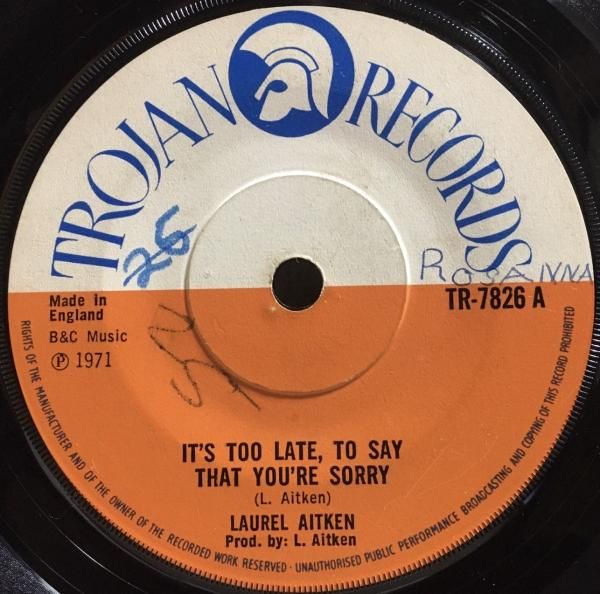 TROJAN RECORDS
26
ROSANNA
Made in
England
TR-7826 A
B&C Music
Ⓟ 1971
IT'S TOO LATE, TO SAY
THAT YOU'RE SORRY
(L. Aitken)
LAUREL AITKEN
Prod. by: L. Aitken
RIGHTS OF THE MANUFACTURER AND OF THE OWNER OF THE RECORDED WORK RESERVED · UNAUTHORISED PUBLIC PERFORMANCE BROADCASTING AND COPYING OF THIS RECORD PROHIBITED